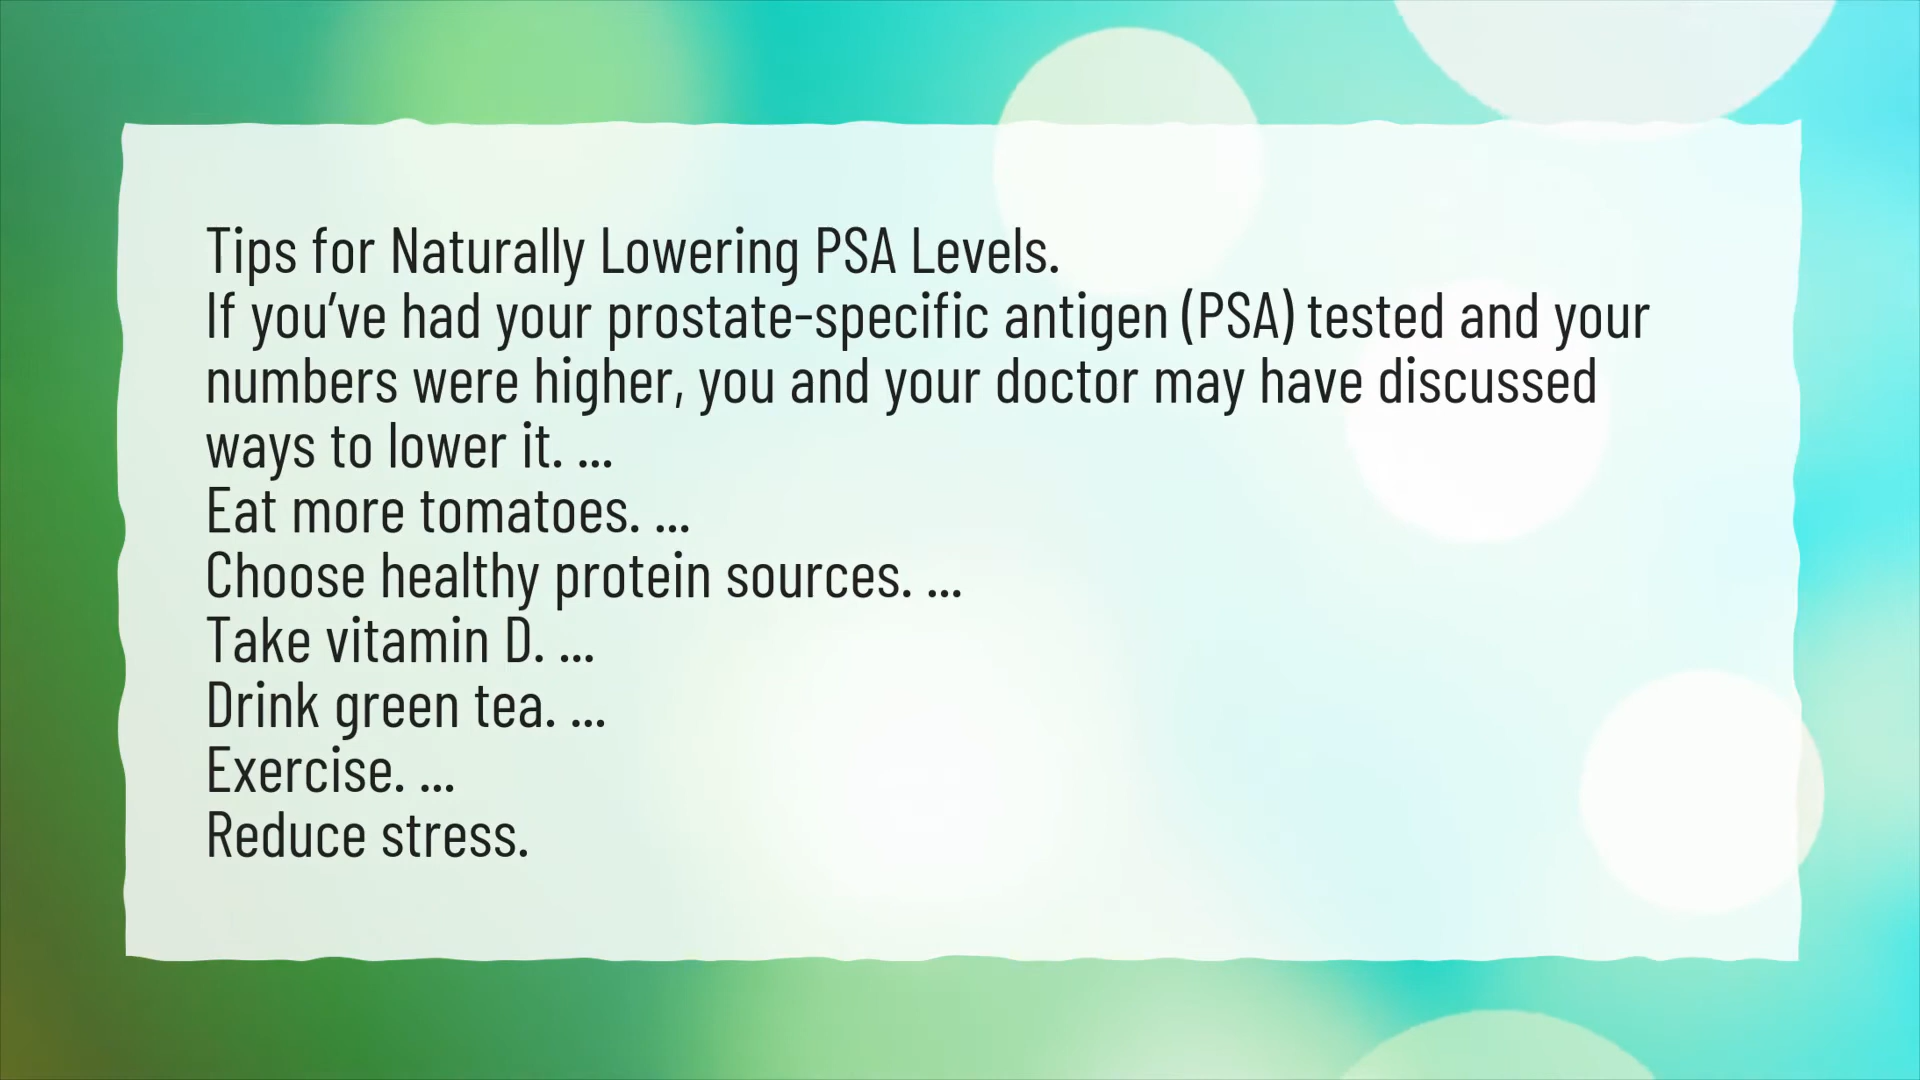 Tips for Naturally Lowering PSA Levels.
If you’ve had your prostate-specific antigen (PSA) tested and your
numbers were higher, you and your doctor may have discussed
ways to lower it. ...
Eat more tomatoes. ...
Choose healthy protein sources. ...
Take vitamin D. ...
Drink green tea. ...
Exercise. ...
Reduce stress.